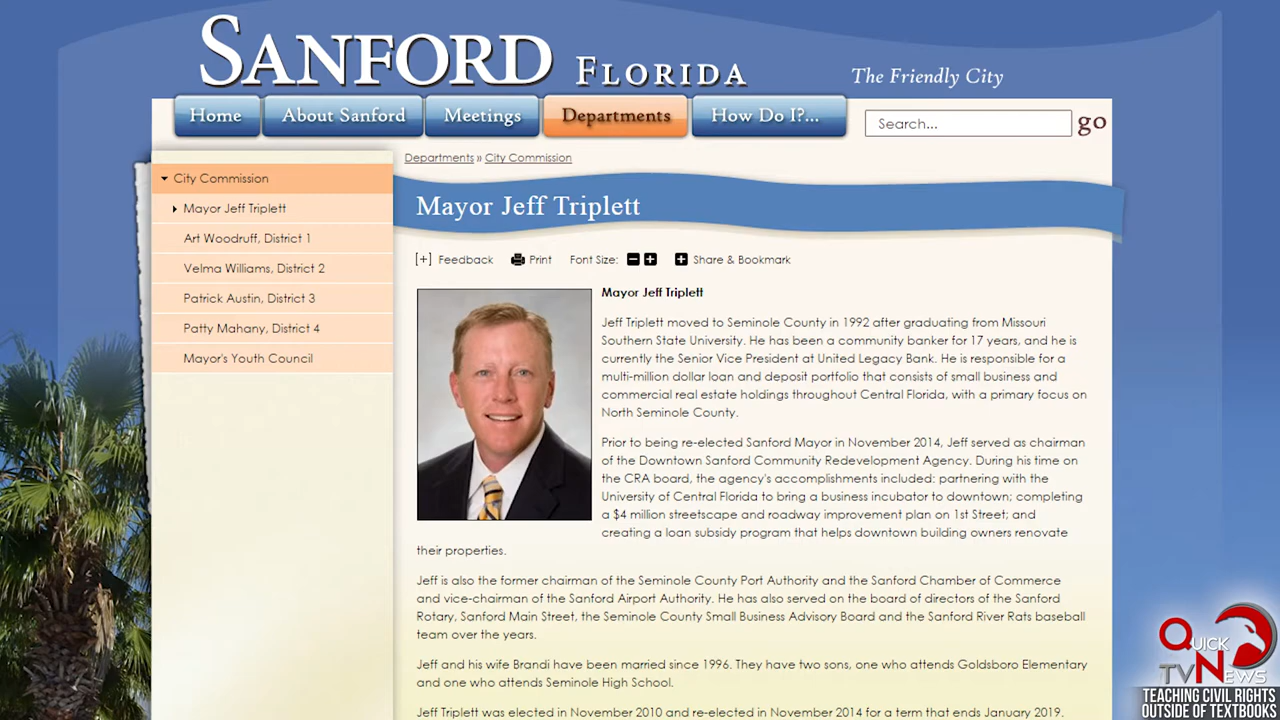 SANFORD FLORIDA
The Friendly City
Home
About Sanford
Meetings
Departments
How Do I?...
Search...
go
Departments » City Commission
City Commission
Mayor Jeff Triplett
Art Woodruff, District 1
Velma Williams, District 2
Patrick Austin, District 3
Patty Mahany, District 4
Mayor's Youth Council
Mayor Jeff Triplett
[+] Feedback
Print
Font Size:
Share & Bookmark
Mayor Jeff Triplett
Jeff Triplett moved to Seminole County in 1992 after graduating from Missouri
Southern State University. He has been a community banker for 17 years, and he is
currently the Senior Vice President at United Legacy Bank. He is responsible for a
multi-million dollar loan and deposit portfolio that consists of small business and
commercial real estate holdings throughout Central Florida, with a primary focus on
North Seminole County.
Prior to being re-elected Sanford Mayor in November 2014, Jeff served as chairman
of the Downtown Sanford Community Redevelopment Agency. During his time on
the CRA board, the agency's accomplishments included: partnering with the
University of Central Florida to bring a business incubator to downtown; completing
a $4 million streetscape and roadway improvement plan on 1st Street; and
creating a loan subsidy program that helps downtown building owners renovate
their properties.
Jeff is also the former chairman of the Seminole County Port Authority and the Sanford Chamber of Commerce
and vice-chairman of the Sanford Airport Authority. He has also served on the board of directors of the Sanford
Rotary, Sanford Main Street, the Seminole County Small Business Advisory Board and the Sanford River Rats baseball
team over the years.
Jeff and his wife Brandi have been married since 1996. They have two sons, one who attends Goldsboro Elementary
and one who attends Seminole High School.
Jeff Triplett was elected in November 2010 and re-elected in November 2014 for a term that ends January 2019.
QUICK
TV NEWS
TEACHING CIVIL RIGHTS
OUTSIDE OF TEXTBOOKS